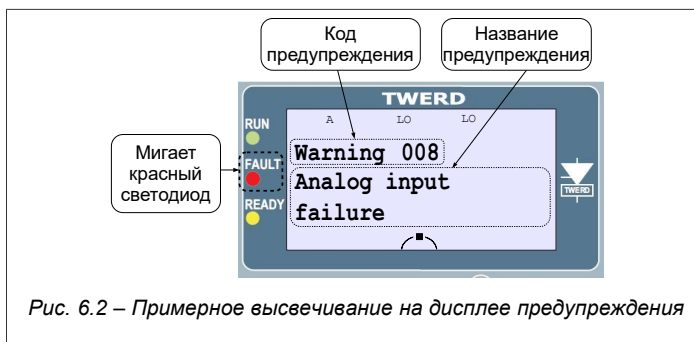 Код
предупреждения
Название
предупреждения
TWERD
A LO LO
RUN
Warning 008
Мигает
красный
светодиод
FAULT
Analog input
READY
failure
TWERD
Рис. 6.2 – Примерное высвечивание на дисплее предупреждения